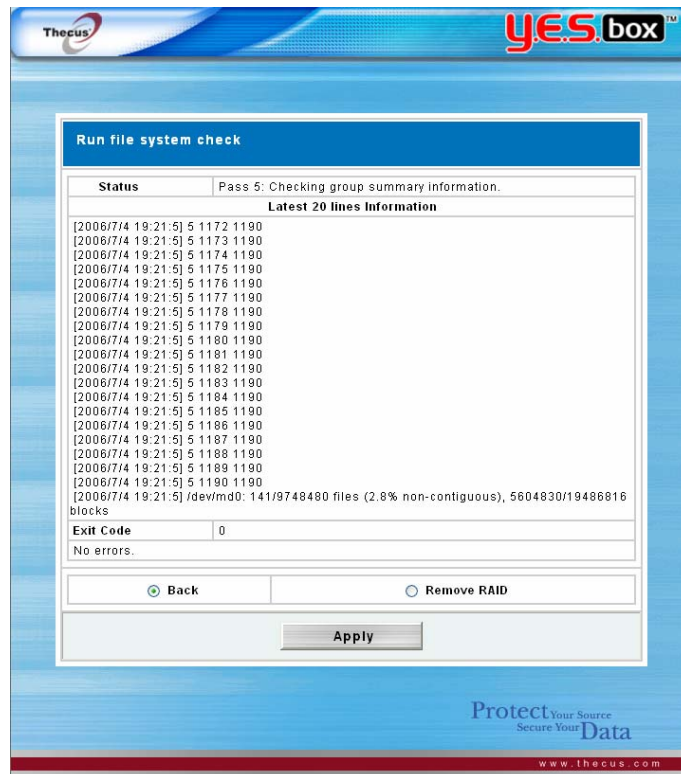 Thecus
Y.E.S.box™
Run file system check
Status Pass 5: Checking group summary information.
Latest 20 lines Information
[2006/7/4 19:21:5] 5 1172 1190
[2006/7/4 19:21:5] 5 1173 1190
[2006/7/4 19:21:5] 5 1174 1190
[2006/7/4 19:21:5] 5 1175 1190
[2006/7/4 19:21:5] 5 1176 1190
[2006/7/4 19:21:5] 5 1177 1190
[2006/7/4 19:21:5] 5 1178 1190
[2006/7/4 19:21:5] 5 1179 1190
[2006/7/4 19:21:5] 5 1180 1190
[2006/7/4 19:21:5] 5 1181 1190
[2006/7/4 19:21:5] 5 1182 1190
[2006/7/4 19:21:5] 5 1183 1190
[2006/7/4 19:21:5] 5 1184 1190
[2006/7/4 19:21:5] 5 1185 1190
[2006/7/4 19:21:5] 5 1186 1190
[2006/7/4 19:21:5] 5 1187 1190
[2006/7/4 19:21:5] 5 1188 1190
[2006/7/4 19:21:5] 5 1189 1190
[2006/7/4 19:21:5] 5 1190 1190
[2006/7/4 19:21:5] /dev/md0: 141/9748480 files (2.8% non-contiguous), 5604830/19486816
blocks
Exit Code 0
No errors.
Back Remove RAID
Apply
Protect Your Source
Secure Your Data
www.thecus.com